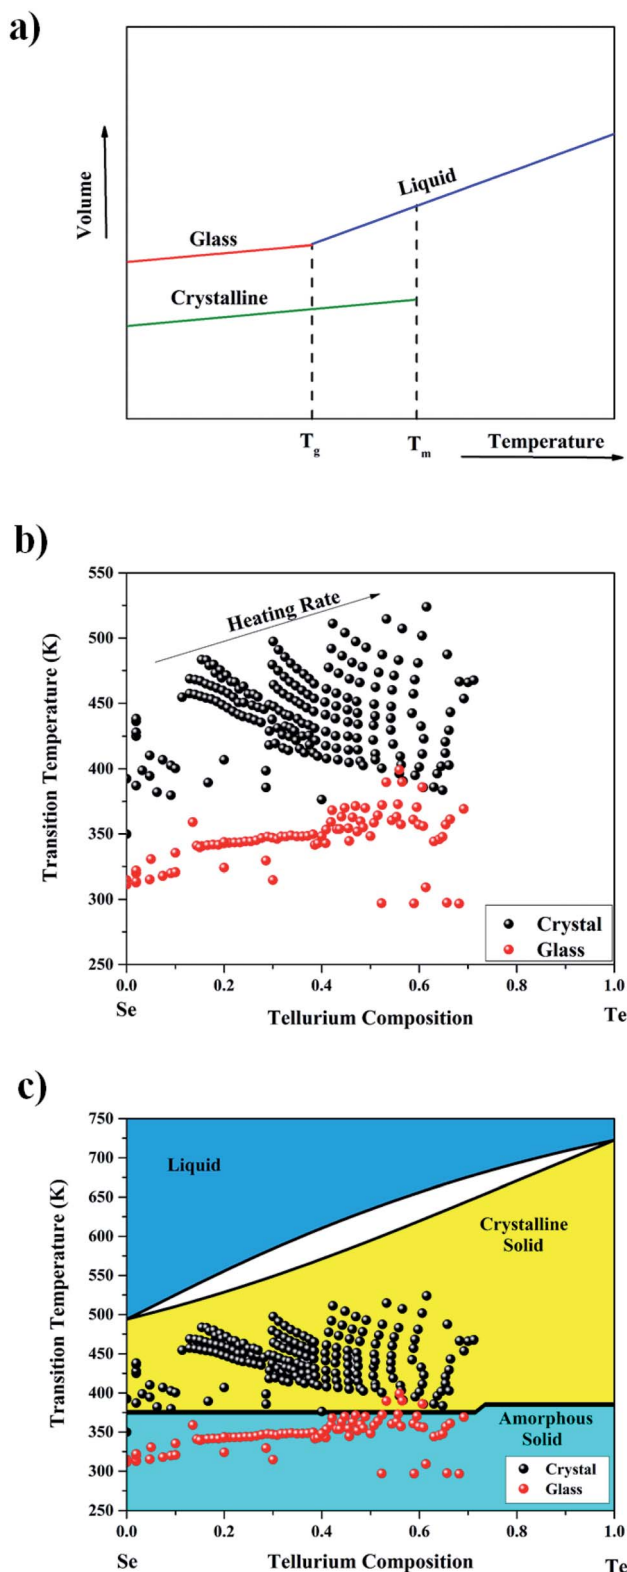 a)
Volume
Glass
Liquid
Crystalline
Tg
Tm
Temperature
b)
Transition Temperature (K)
550
500
450
400
350
300
250
Heating Rate
Crystal
Glass
0.0
0.2
0.4
0.6
0.8
1.0
Se
Tellurium Composition
Te
c)
Transition Temperature (K)
750
700
650
600
550
500
450
400
350
300
250
Liquid
Crystalline
Solid
Amorphous
Solid
Crystal
Glass
0.0
0.2
0.4
0.6
0.8
1.0
Se
Tellurium Composition
Te